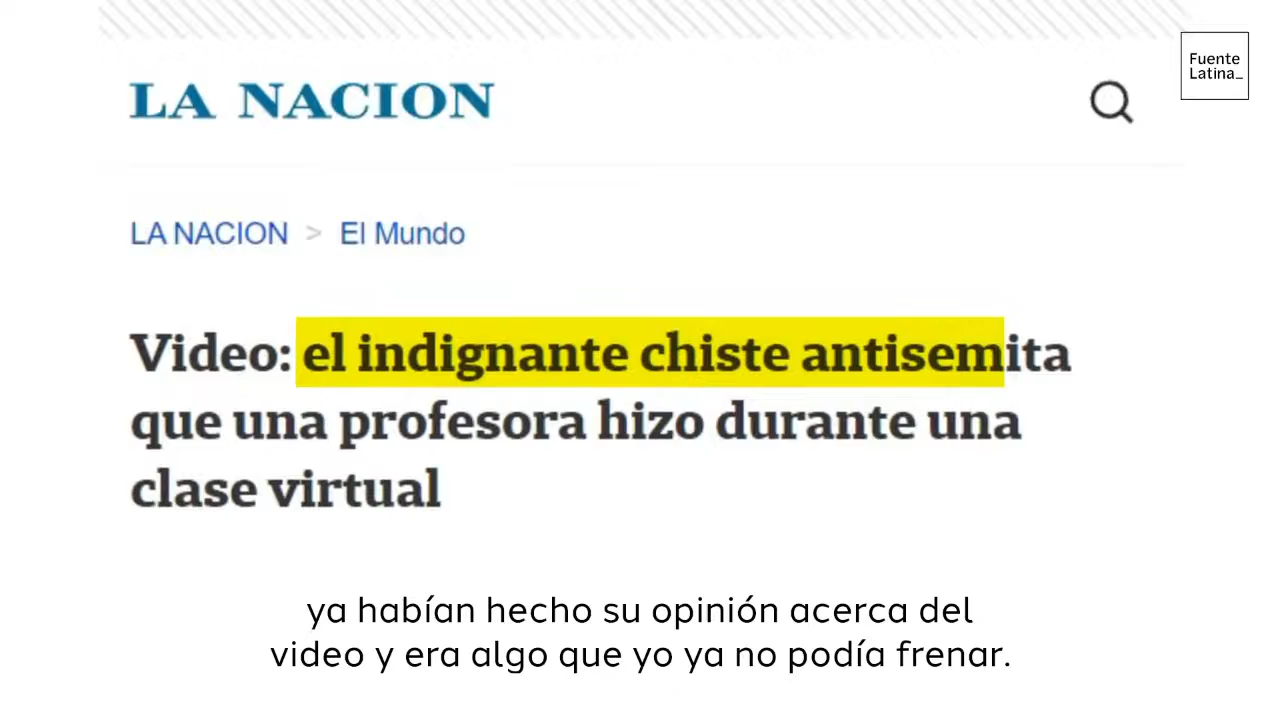 Fuente
Latina_
LA NACION
LA NACION > El Mundo
Video: el indignante chiste antisemita
que una profesora hizo durante una
clase virtual
ya habían hecho su opinión acerca del
video y era algo que yo ya no podía frenar.